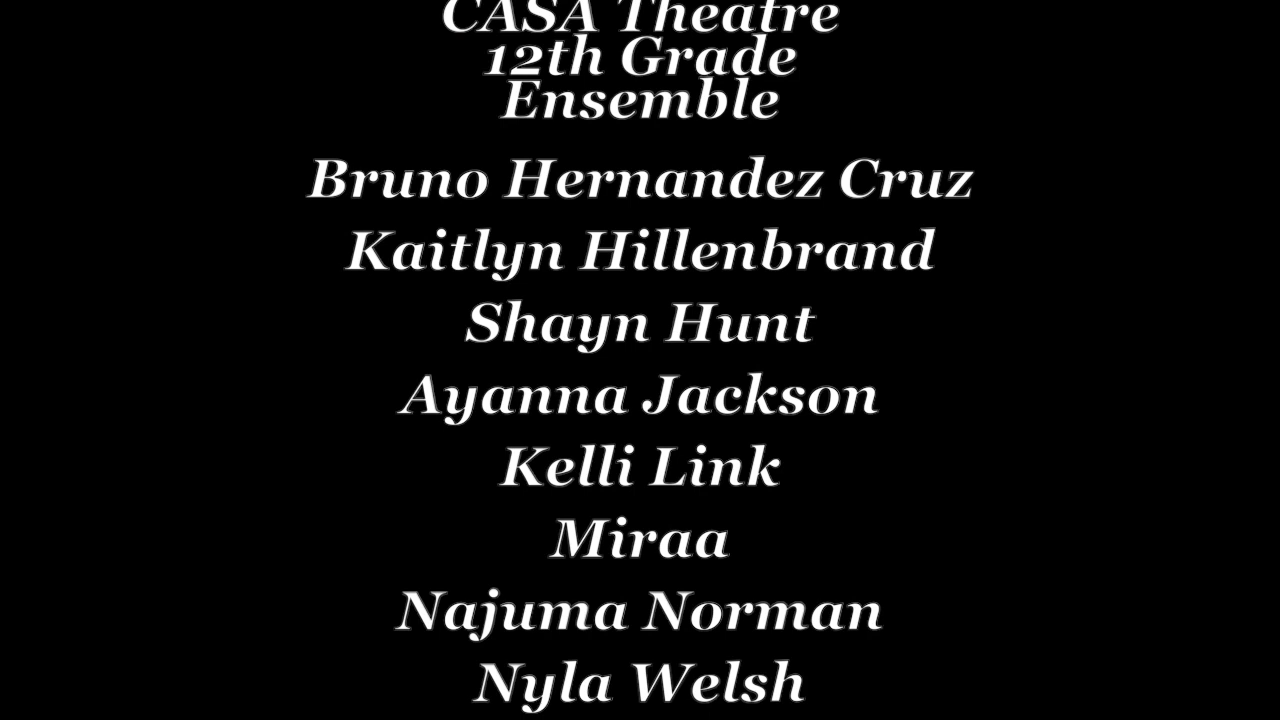 CASA Theatre
12th Grade
Ensemble
Bruno Hernandez Cruz
Kaitlyn Hillenbrand
Shayn Hunt
Ayanna Jackson
Kelli Link
Miraa
Najuma Norman
Nyla Welsh